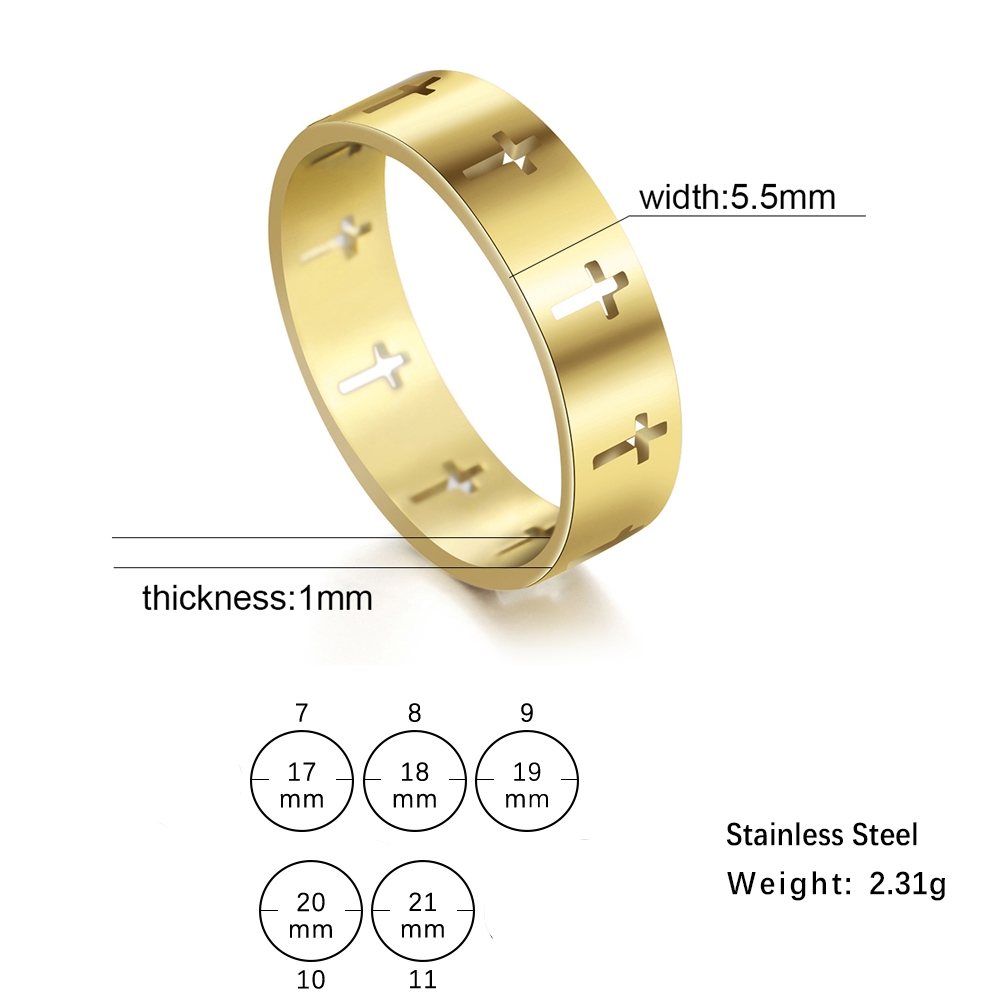 width:5.5mm
thickness:1mm
7 8 9
17 mm
18 mm
19 mm
20 mm
21 mm
10 11
Stainless Steel
Weight: 2.31g